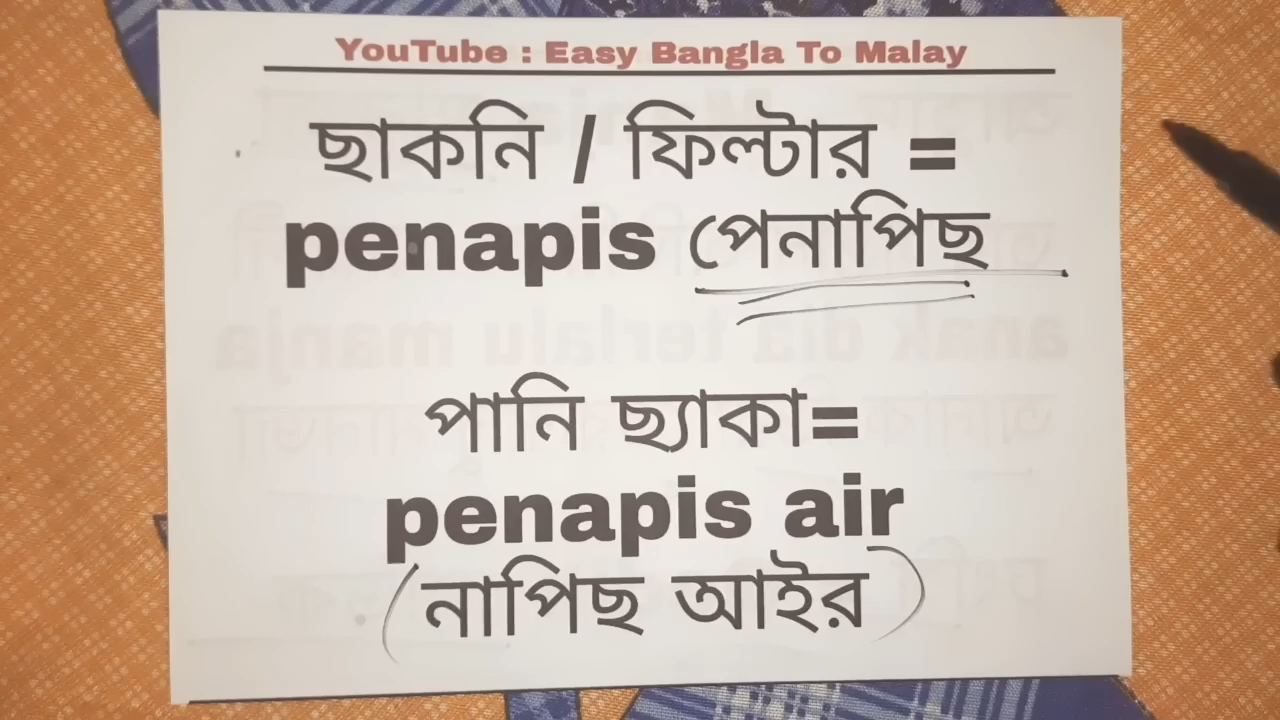 YouTube : Easy Bangla To Malay
ছাকনি / ফিল্টার =
penapis পেনাপিছ
পানি ছ্যাকা=
penapis air
(নাপিছ আইর)